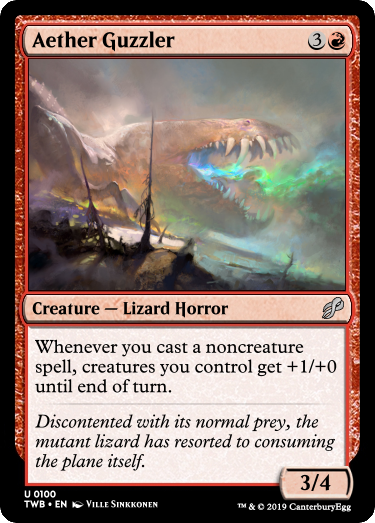 Aether Guzzler 3
Creature — Lizard Horror
Whenever you cast a noncreature
spell, creatures you control get +1/+0
until end of turn.
Discontented with its normal prey, the
mutant lizard has resorted to consuming
the plane itself.
3/4
U 0100
TWB • EN VILLE SINKKONEN
™ & © 2019 CanterburyEgg